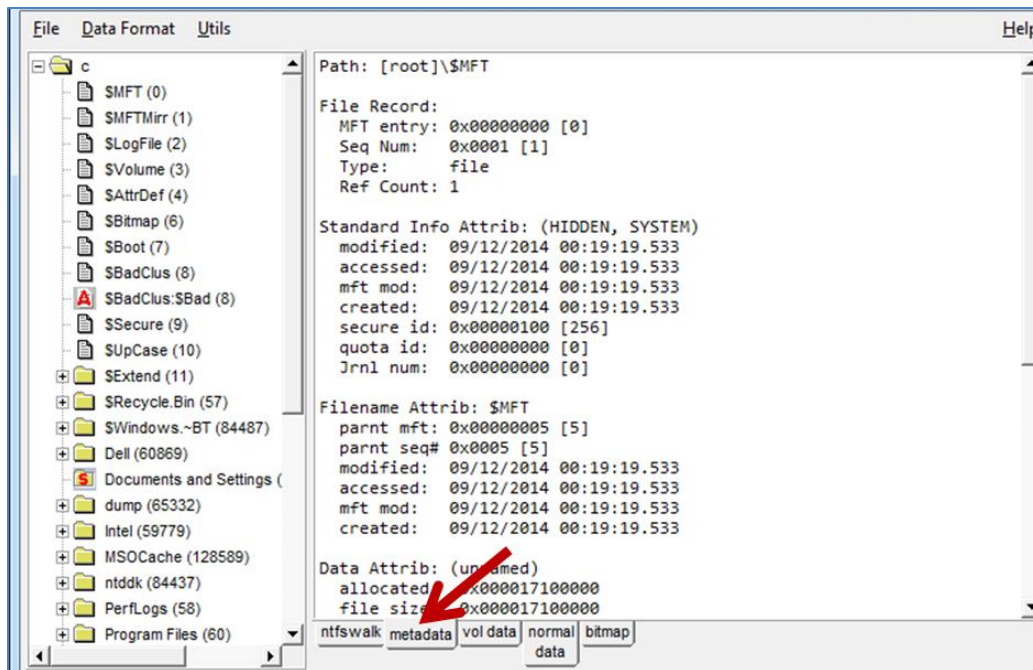 File Data Format Utils Help
c
$MFT (0)
$MFTMirr (1)
$LogFile (2)
$Volume (3)
$AttrDef (4)
$Bitmap (6)
$Boot (7)
$BadClus (8)
$BadClus:$Bad (8)
$Secure (9)
$UpCase (10)
$Extend (11)
$Recycle.Bin (57)
$Windows.~BT (84487)
Dell (60869)
Documents and Settings (
dump (65332)
Intel (59779)
MSOCache (128589)
ntddk (84437)
PerfLogs (58)
Program Files (60)
Path: [root]\$MFT
File Record:
MFT entry: 0x00000000 [0]
Seq Num: 0x0001 [1]
Type: file
Ref Count: 1
Standard Info Attrib: (HIDDEN, SYSTEM)
modified: 09/12/2014 00:19:19.533
accessed: 09/12/2014 00:19:19.533
mft mod: 09/12/2014 00:19:19.533
created: 09/12/2014 00:19:19.533
secure id: 0x00000100 [256]
quota id: 0x00000000 [0]
Jrnl num: 0x00000000 [0]
Filename Attrib: $MFT
parnt mft: 0x00000005 [5]
parnt seq# 0x0005 [5]
modified: 09/12/2014 00:19:19.533
accessed: 09/12/2014 00:19:19.533
mft mod: 09/12/2014 00:19:19.533
created: 09/12/2014 00:19:19.533
Data Attrib: (unnamed)
allocated: 0x000017100000
file size: 0x000017100000
ntfswalk metadata vol data normal data bitmap